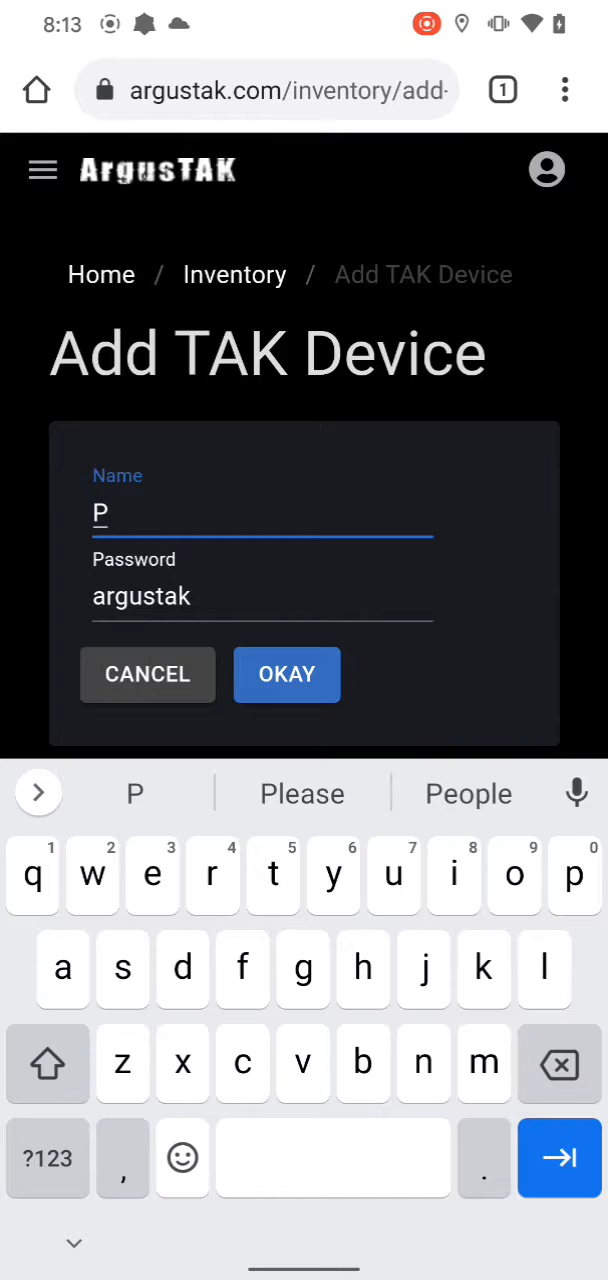 8:13
argustak.com/inventory/add-
1
ArgusTAK
Home / Inventory / Add TAK Device
Add TAK Device
Name
P
Password
argustak
CANCEL OKAY
P Please People
1 2 3 4 5 6 7 8 9 0
q w e r t y u i o p
a s d f g h j k l
z x c v b n m
?123 , .